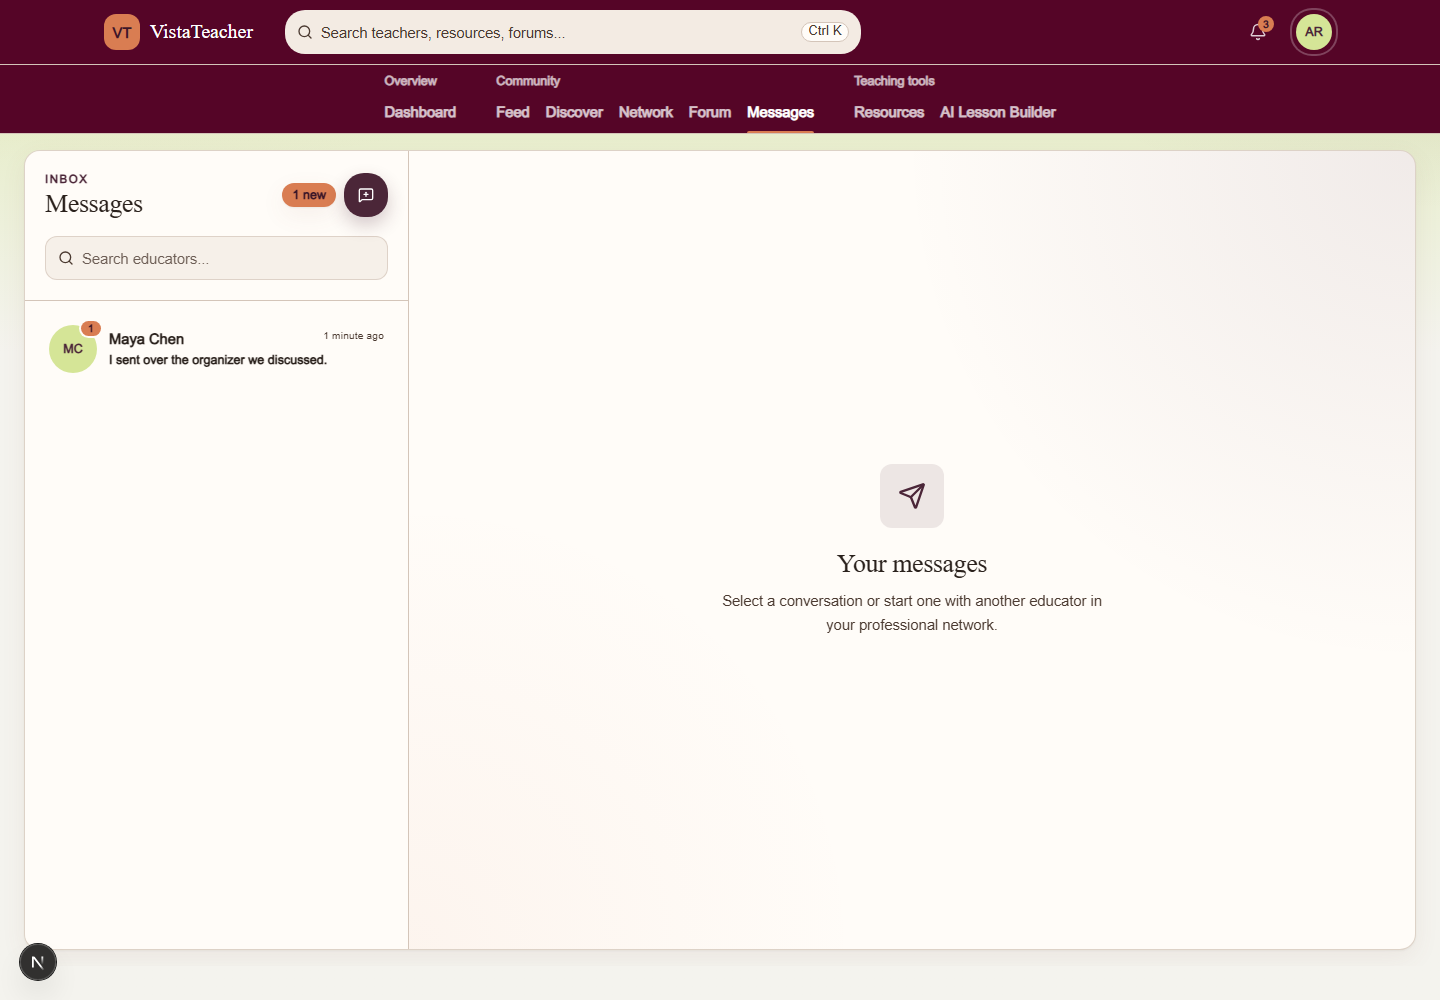 VT VistaTeacher
Search teachers, resources, forums... Ctrl K
3
AR
Overview
Dashboard
Community
Feed Discover Network Forum Messages
Teaching tools
Resources AI Lesson Builder
INBOX
Messages
1 new
Search educators...
MC
1
Maya Chen
1 minute ago
I sent over the organizer we discussed.
Your messages
Select a conversation or start one with another educator in
your professional network.
N